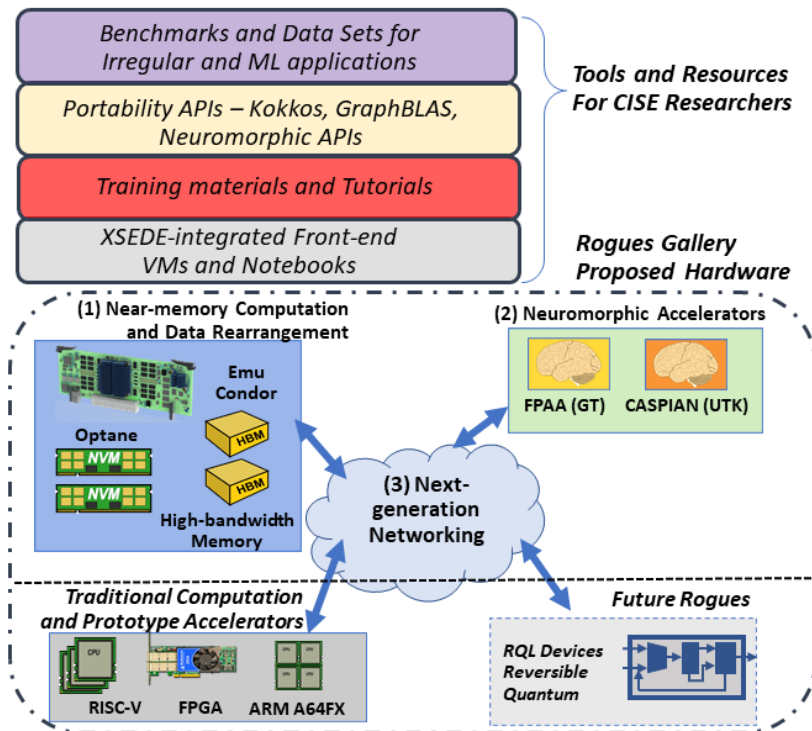 Benchmarks and Data Sets for
Irregular and ML applications
Portability APIs – Kokkos, GraphBLAS,
Neuromorphic APIs
Training materials and Tutorials
XSEDE-integrated Front-end
VMs and Notebooks
Tools and Resources
For CISE Researchers
Rogues Gallery
Proposed Hardware
(1) Near-memory Computation
and Data Rearrangement
Emu
Condor
Optane
NVM
NVM
HBM
HBM
High-bandwidth
Memory
(2) Neuromorphic Accelerators
FPAA (GT)
CASPIAN (UTK)
(3) Next-
generation
Networking
Traditional Computation
and Prototype Accelerators
CPU
RISC-V
FPGA
CPU
CPU
CPU
CPU
ARM A64FX
Future Rogues
RQL Devices
Reversible
Quantum